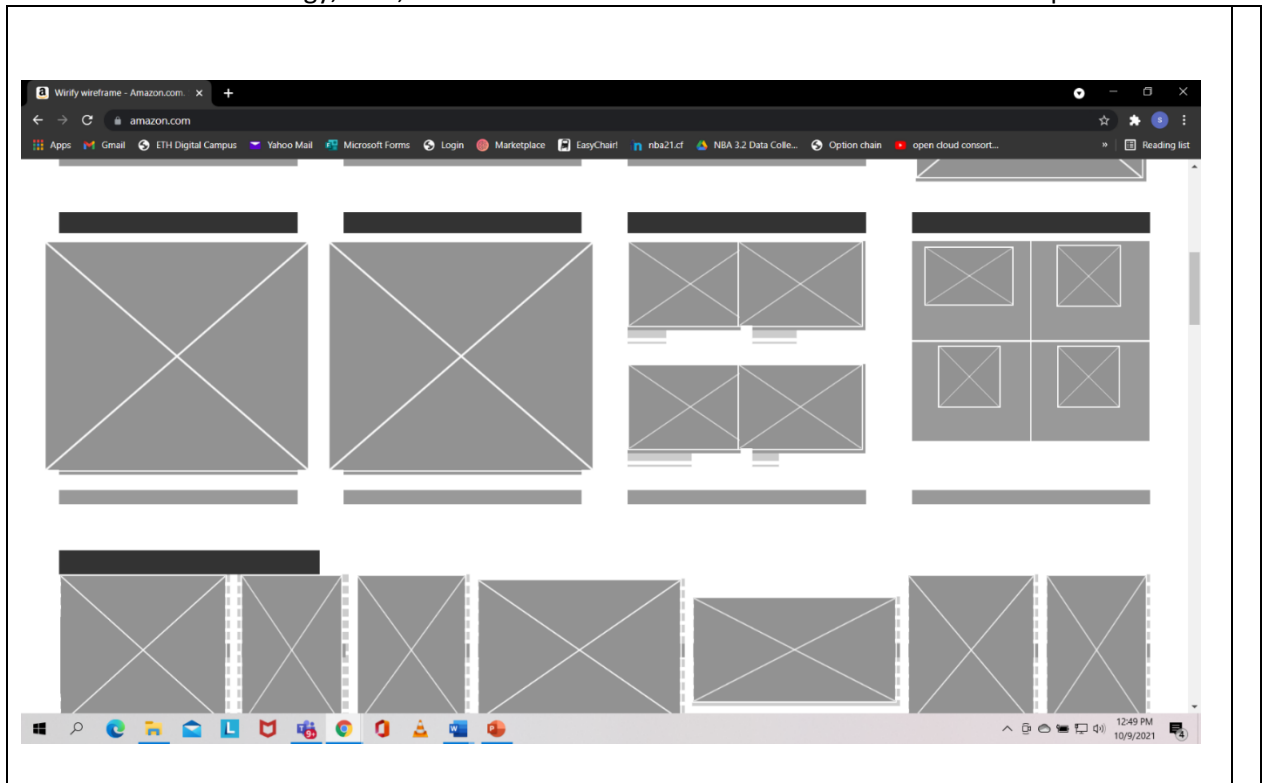 Wirify wireframe - Amazon.com.
amazon.com
Apps Gmail ETH Digital Campus Yahoo Mail Microsoft Forms Login Marketplace EasyChair! nba21.cf NBA 3.2 Data Colle... Option chain open cloud consort... » Reading list
12:49 PM
10/9/2021